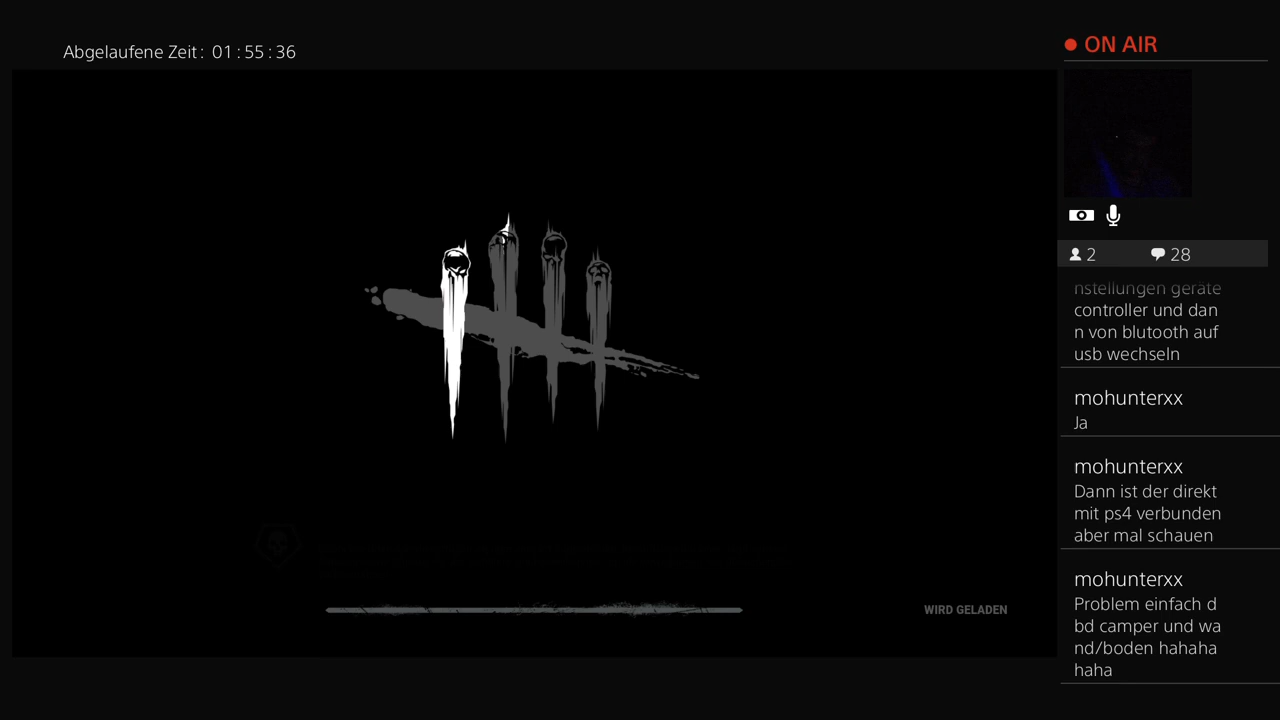 Abgelaufene Zeit: 01:55:36
ON AIR
2 28
nstellungen geräte
controller und dan
n von blutooth auf
usb wechseln
mohunterxx
Ja
mohunterxx
Dann ist der direkt
mit ps4 verbunden
aber mal schauen
mohunterxx
Problem einfach d
bd camper und wa
nd/boden hahaha
haha
WIRD GELADEN